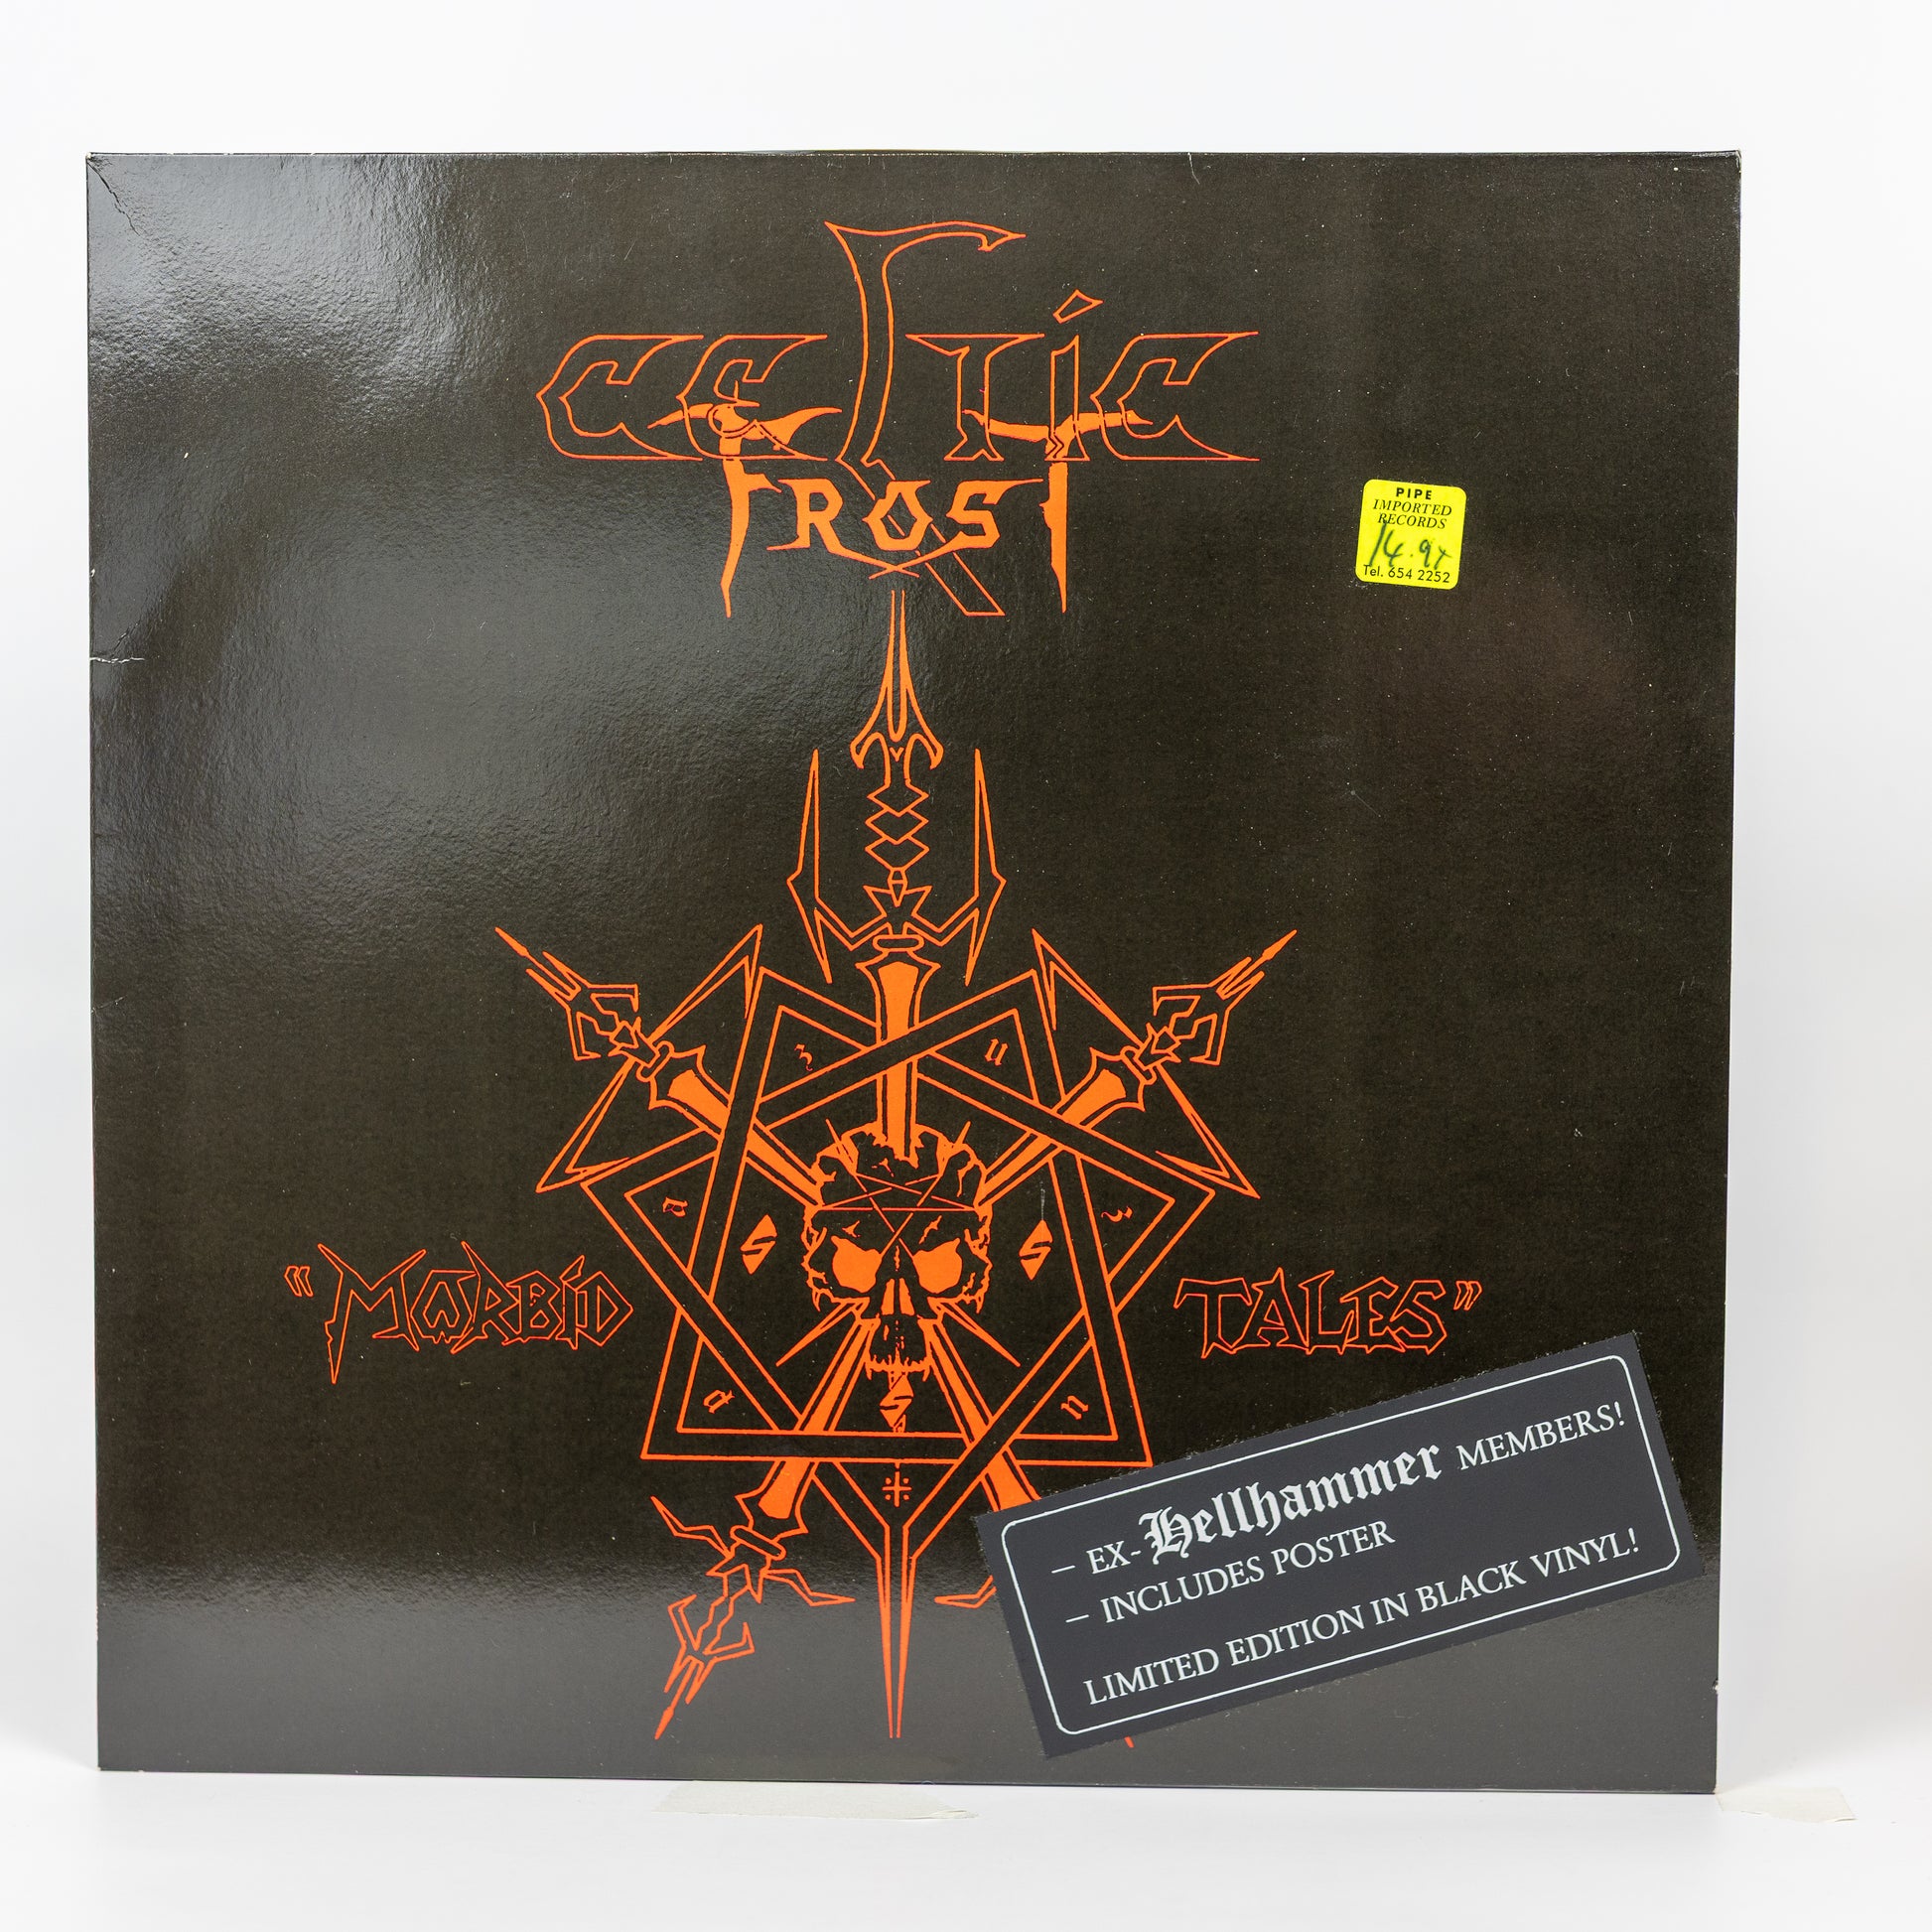 Celtic
Frost
PIPE
IMPORTED
RECORDS
14.97
Tel. 654 2252
"Morbid Tales"
– EX-Hellhammer MEMBERS!
– INCLUDES POSTER
LIMITED EDITION IN BLACK VINYL!